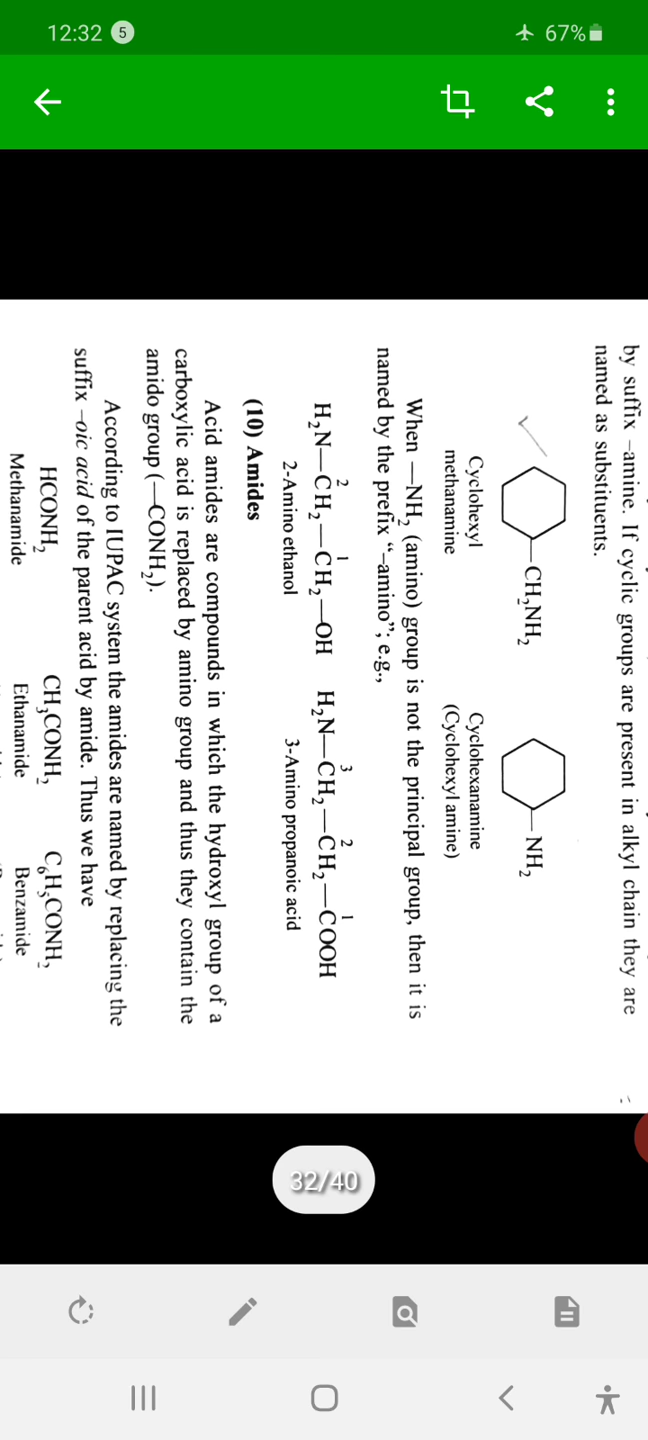 12:32 5
67%
by suffix –amine. If cyclic groups are present in alkyl chain they are
named as substituents.
CH₂NH₂ NH₂
Cyclohexyl Cyclohexanamine
methanamine (Cyclohexyl amine)
When —NH₂ (amino) group is not the principal group, then it is
named by the prefix “–amino”; e.g.,
2 1 3 2 1
H₂N—CH₂—CH₂—OH H₂N—CH₂—CH₂—COOH
2-Amino ethanol 3-Amino propanoic acid
(10) Amides
Acid amides are compounds in which the hydroxyl group of a
carboxylic acid is replaced by amino group and thus they contain the
amido group (—CONH₂).
According to IUPAC system the amides are named by replacing the
suffix –oic acid of the parent acid by amide. Thus we have
HCONH₂ CH₃CONH₂ C₆H₅CONH₂
Methanamide Ethanamide Benzamide
32/40